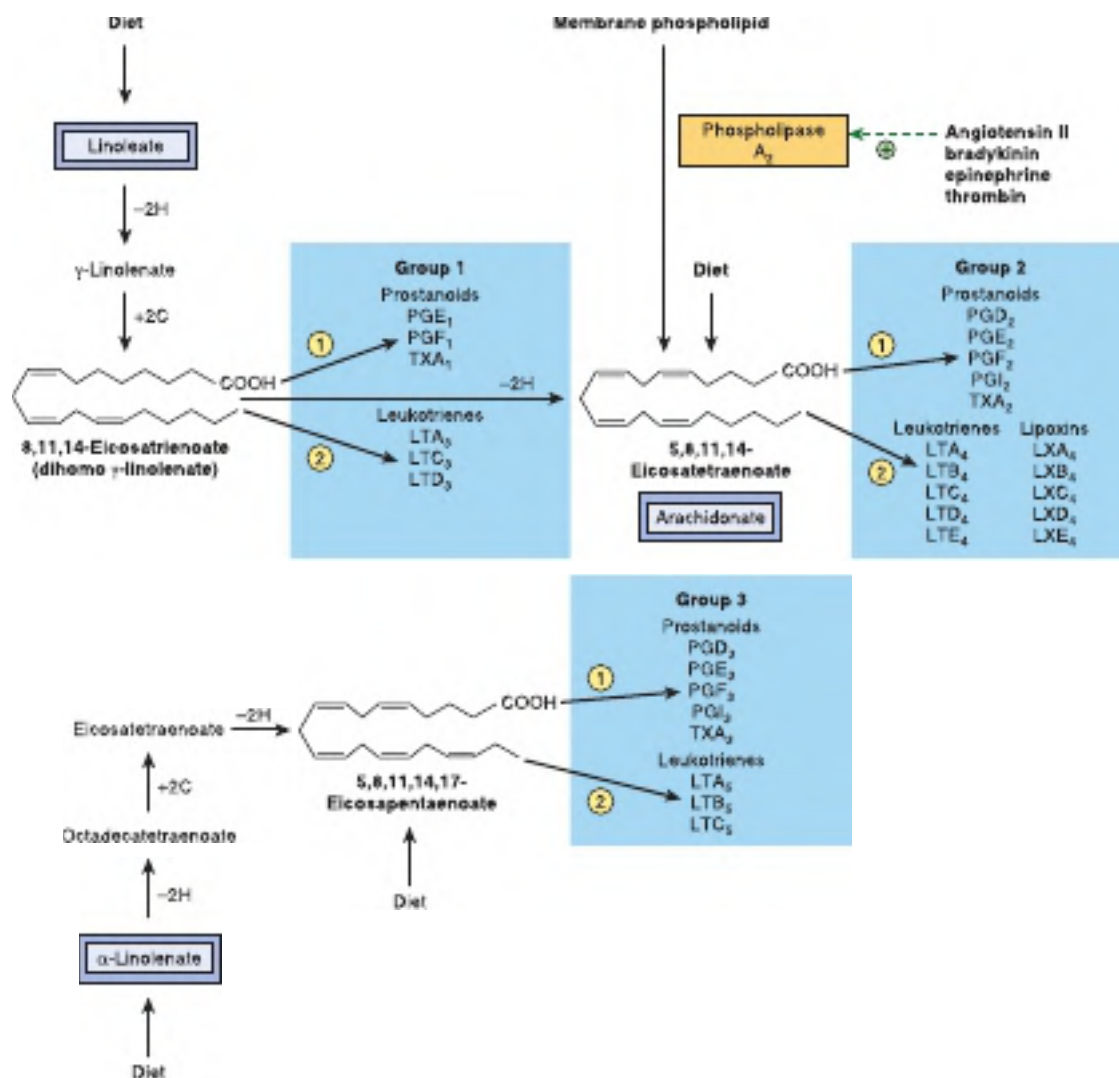 Diet
Linoleate
–2H
γ-Linolenate
+2C
COOH
8,11,14-Eicosatrienoate
(dihomo γ-linolenate)
Group 1
Prostanoids
PGE₁
PGF₁
TXA₁
1
–2H
Leukotrienes
LTA₃
LTC₃
LTD₃
2
Membrane phospholipid
Phospholipase
A₂
+
Angiotensin II
bradykinin
epinephrine
thrombin
Diet
COOH
5,8,11,14-
Eicosatetraenoate
Arachidonate
Group 2
Prostanoids
PGD₂
PGE₂
PGF₂
PGI₂
TXA₂
1
Leukotrienes
LTA₄
LTB₄
LTC₄
LTD₄
LTE₄
Lipoxins
LXA₄
LXB₄
LXC₄
LXD₄
LXE₄
2
Group 3
Prostanoids
PGD₃
PGE₃
PGF₃
PGI₃
TXA₃
1
Leukotrienes
LTA₅
LTB₅
LTC₅
2
COOH
5,8,11,14,17-
Eicosapentaenoate
Diet
Eicosatetraenoate
–2H
+2C
Octadecatetraenoate
–2H
α-Linolenate
Diet